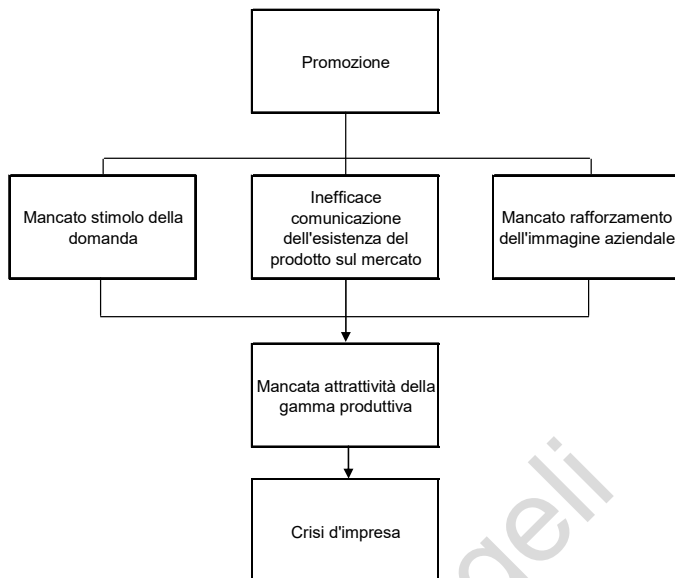 Promozione
Mancato stimolo della
domanda
Inefficace
comunicazione
dell'esistenza del
prodotto sul mercato
Mancato rafforzamento
dell'immagine aziendale
Mancata attrattività della
gamma produttiva
Crisi d'impresa
geli